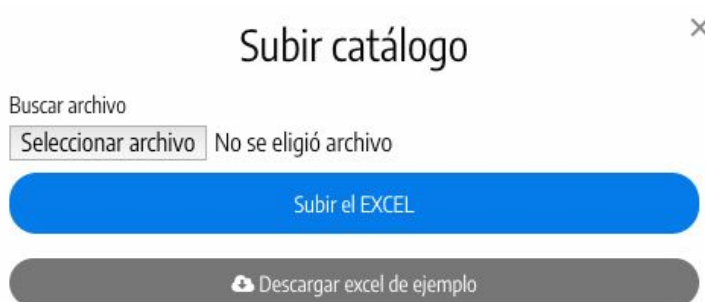 Subir catálogo
Buscar archivo
Seleccionar archivo No se eligió archivo
Subir el EXCEL
Descargar excel de ejemplo